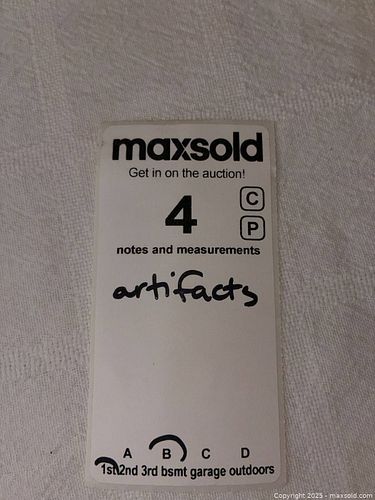 maxsold
Get in on the auction!
4
C
P
notes and measurements
artifacts
A B C D
1st 2nd 3rd bsmt garage outdoors
Copyright 2025 - maxsold.com